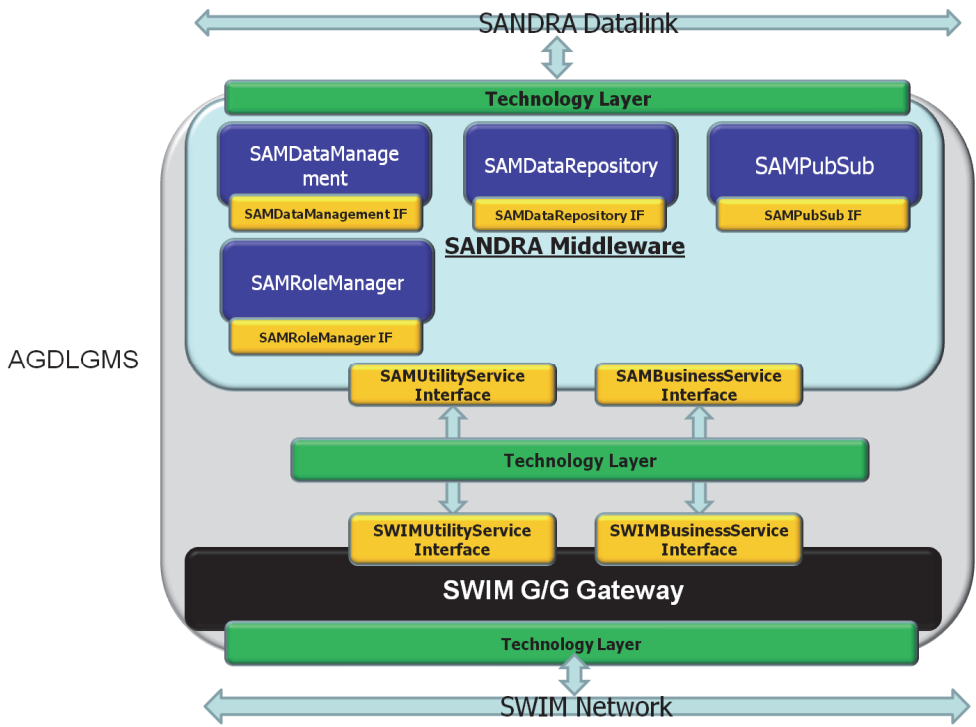 SANDRA Datalink
Technology Layer
SAMDataManage
ment
SAMDataManagement IF
SAMDataRepository
SAMDataRepository IF
SAMPubSub
SAMPubSub IF
SANDRA Middleware
SAMRoleManager
SAMRoleManager IF
AGDLGMS
SAMUtilityService
Interface
SAMBusinessService
Interface
Technology Layer
SWIMUtilityService
Interface
SWIMBusinessService
Interface
SWIM G/G Gateway
Technology Layer
SWIM Network